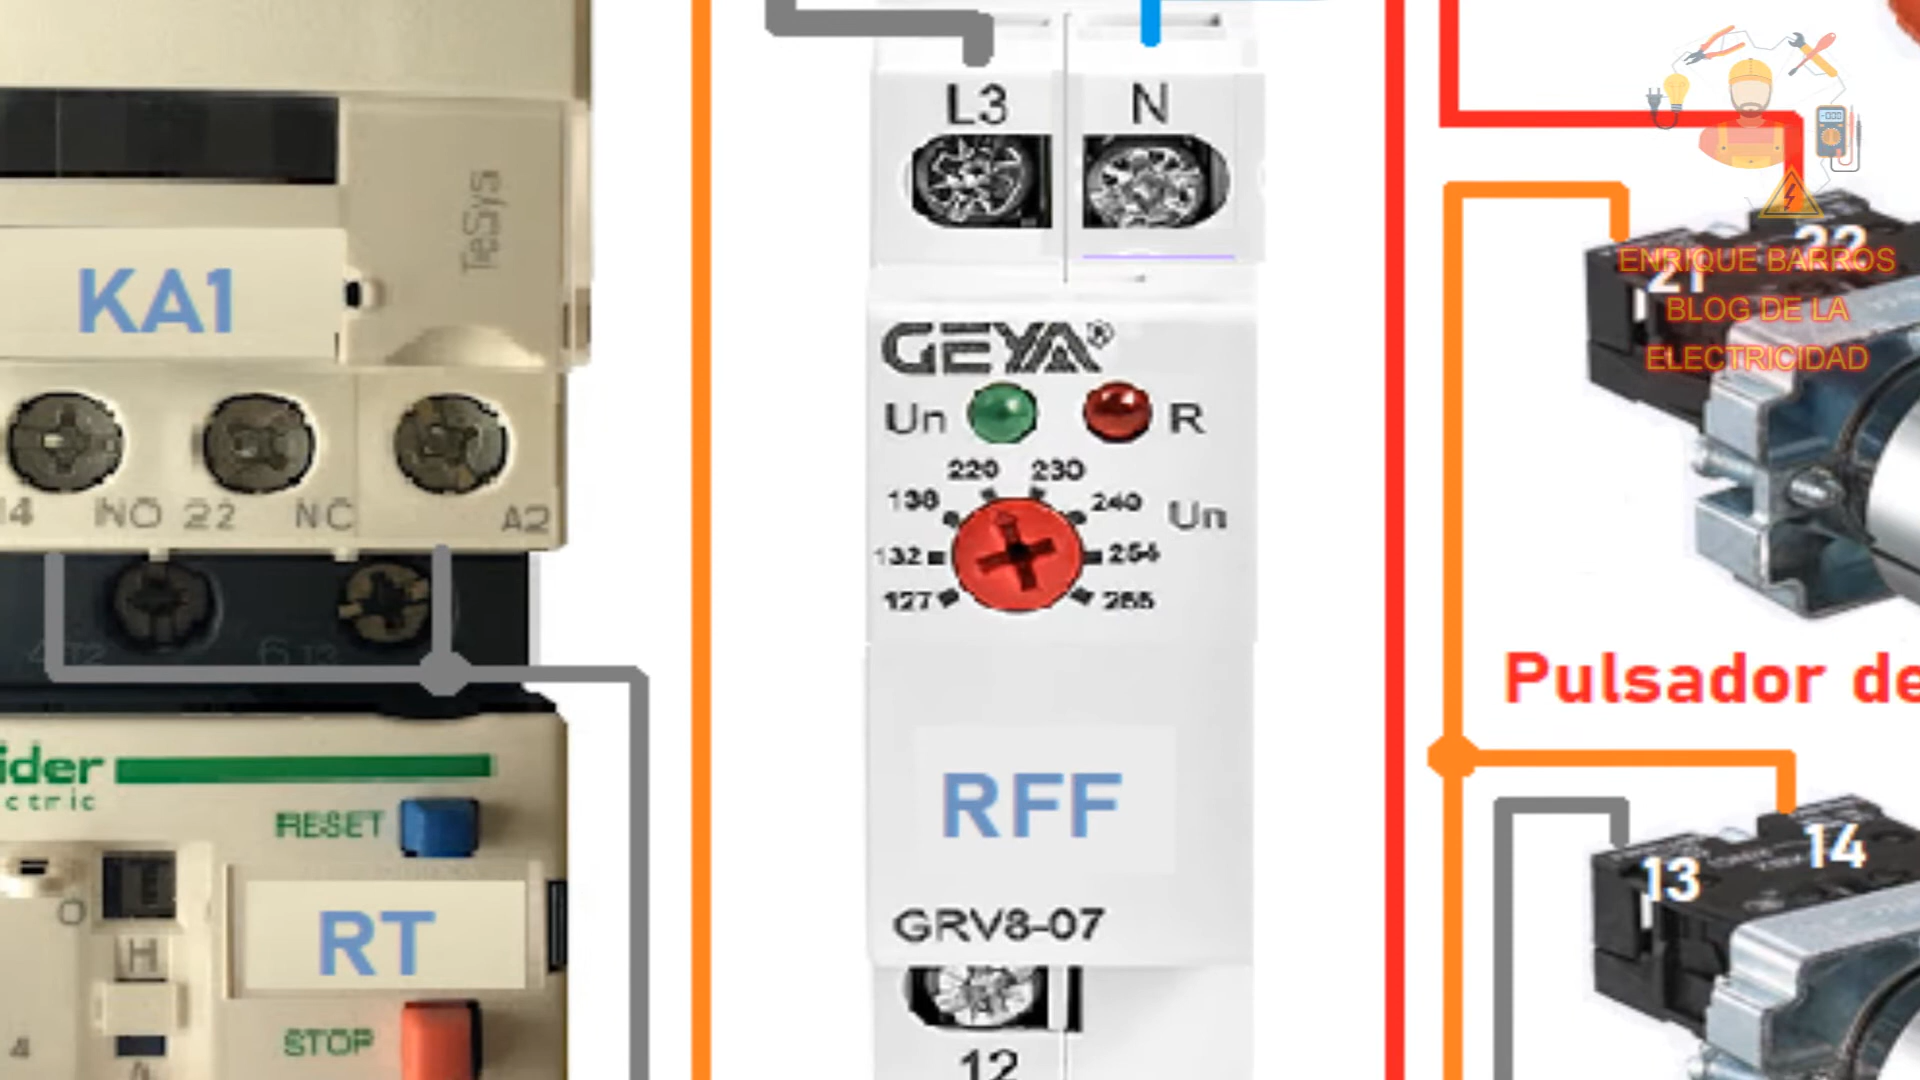 L3 N
TeSys
KA1
14 NO 22 NC A2
GEYA®
Un R
220 230
138 240
Un
132 254
127 265
RFF
GRV8-07
12
ider
ctric
RESET
RT
O
H
STOP
4
A
22
21
ENRIQUE BARROS
BLOG DE LA
ELECTRICIDAD
Pulsador de
13 14